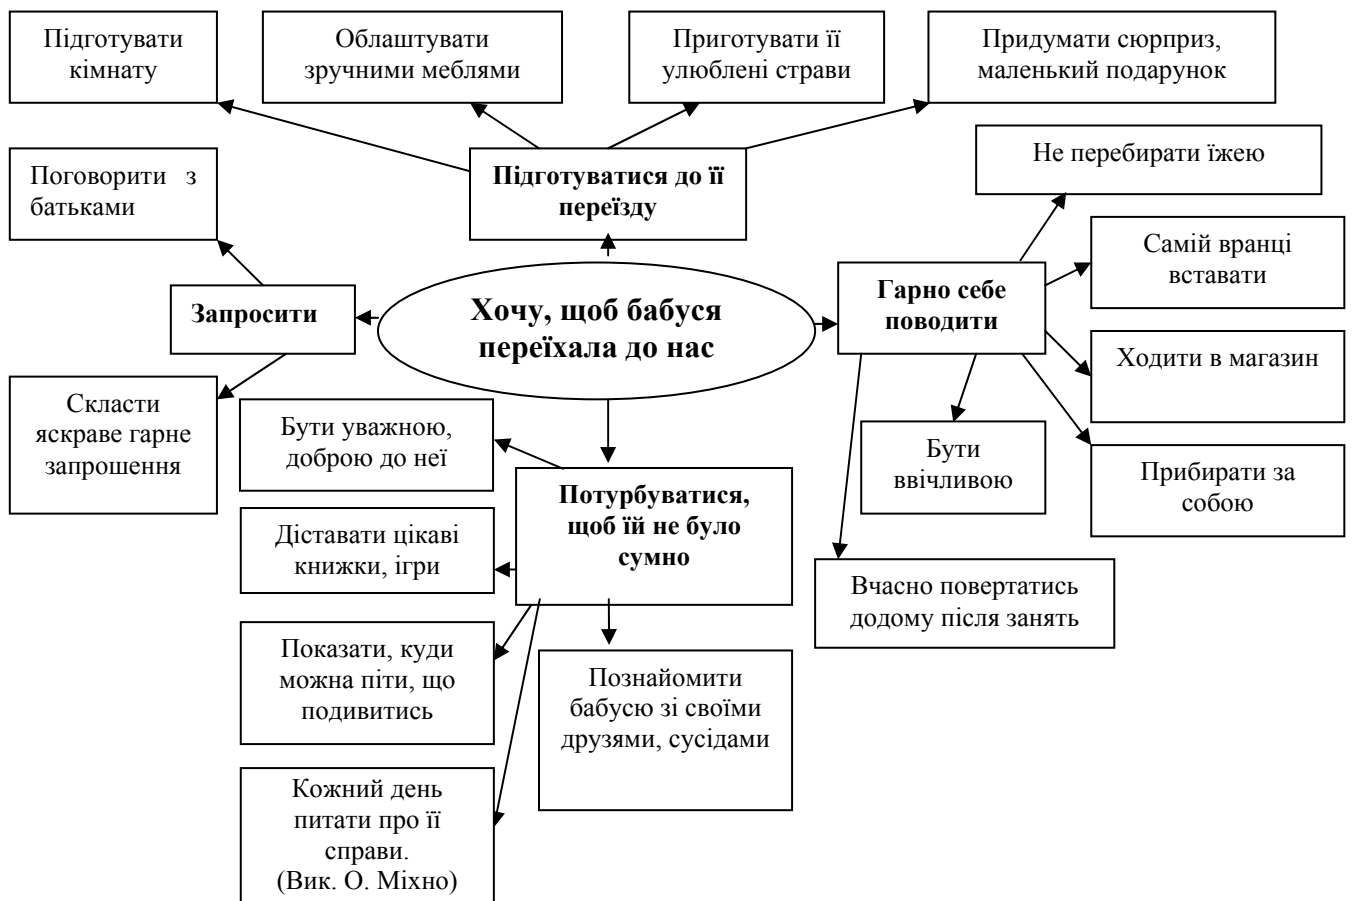 Підготувати
кімнату
Облаштувати
зручними меблями
Приготувати її
улюблені страви
Придумати сюрприз,
маленький подарунок
Не перебирати їжею
Поговорити з
батьками
Підготуватися до її
переїзду
Самій вранці
вставати
Запросити
Хочу, щоб бабуся
переїхала до нас
Гарно себе
поводити
Ходити в магазин
Скласти
яскраве гарне
запрошення
Бути уважною,
доброю до неї
Бути
ввічливою
Прибирати за
собою
Потурбуватися,
щоб їй не було
сумно
Діставати цікаві
книжки, ігри
Вчасно повертатись
додому після занять
Показати, куди
можна піти, що
подивитись
Познайомити
бабусю зі своїми
друзями, сусідами
Кожний день
питати про її
справи.
(Вик. О. Міхно)